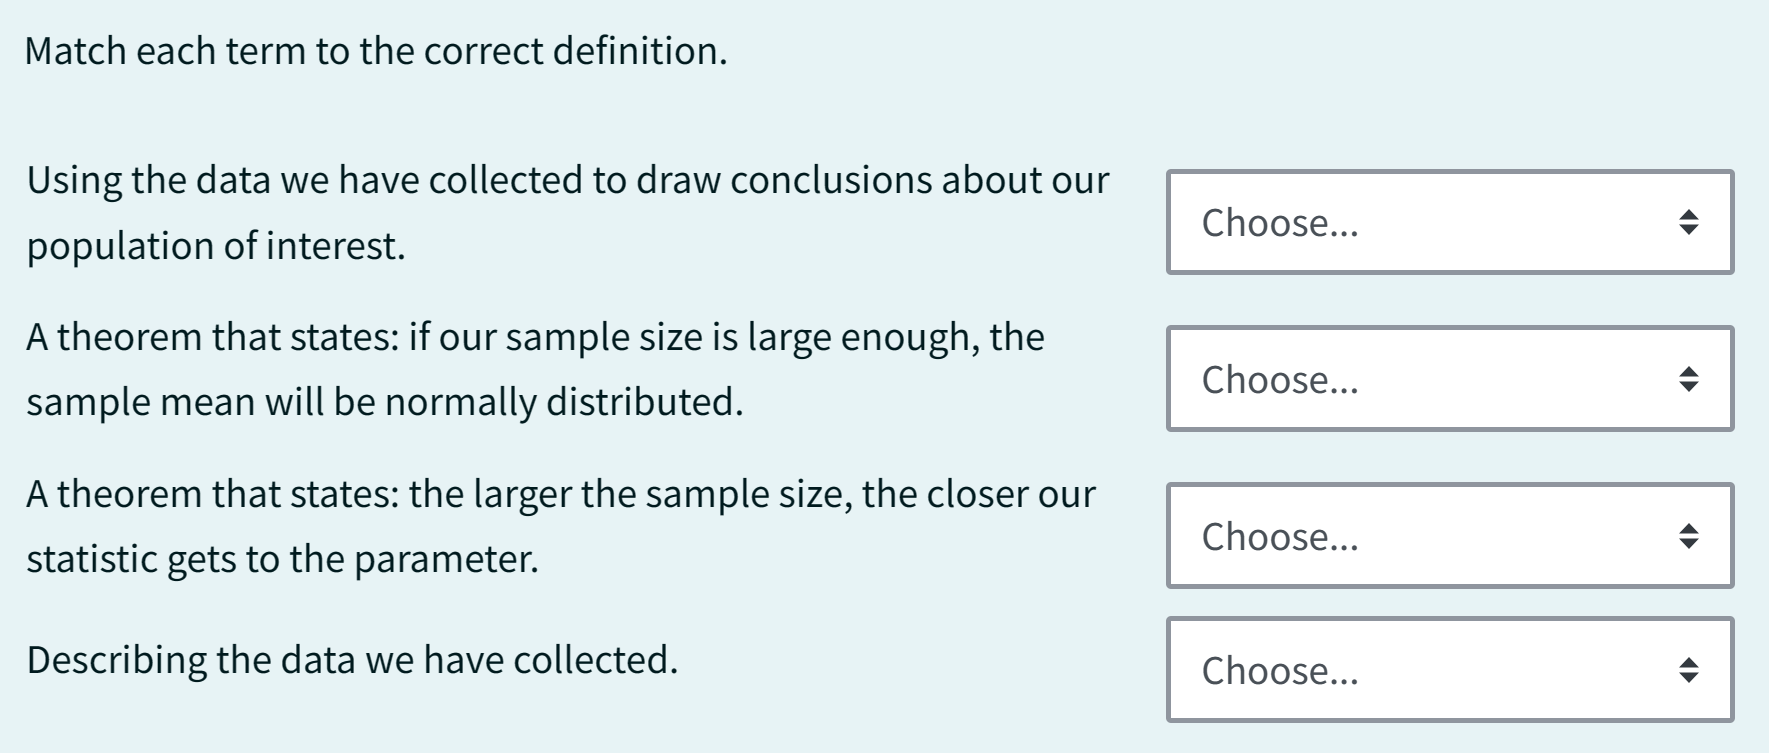 Match each term to the correct definition.
Using the data we have collected to draw conclusions about our
population of interest.
Choose...
A theorem that states: if our sample size is large enough, the
sample mean will be normally distributed.
Choose...
A theorem that states: the larger the sample size, the closer our
statistic gets to the parameter.
Choose...
Describing the data we have collected.
Choose...